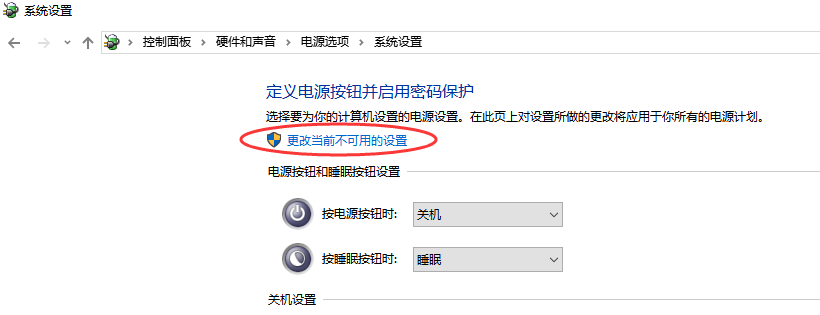 系统设置
控制面板 硬件和声音 电源选项 系统设置
定义电源按钮并启用密码保护
选择要为你的计算机设置的电源设置。在此页上对设置所做的更改将应用于你所有的电源计划。
更改当前不可用的设置
电源按钮和睡眠按钮设置
按电源按钮时: 关机
按睡眠按钮时: 睡眠
关机设置